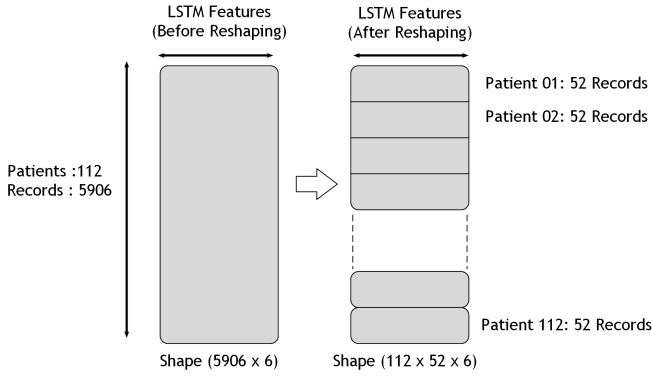 LSTM Features
(Before Reshaping)
LSTM Features
(After Reshaping)
Patient 01: 52 Records
Patient 02: 52 Records
Patients :112
Records : 5906
Patient 112: 52 Records
Shape (5906 x 6)
Shape (112 x 52 x 6)